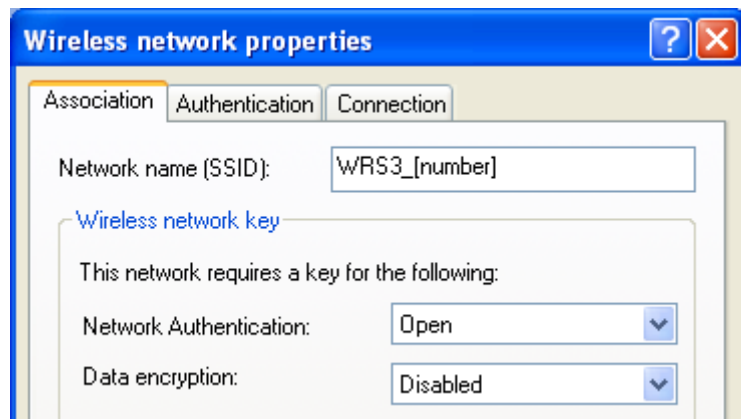 Wireless network properties
Association Authentication Connection
Network name (SSID): WRS3_[number]
Wireless network key
This network requires a key for the following:
Network Authentication: Open
Data encryption: Disabled